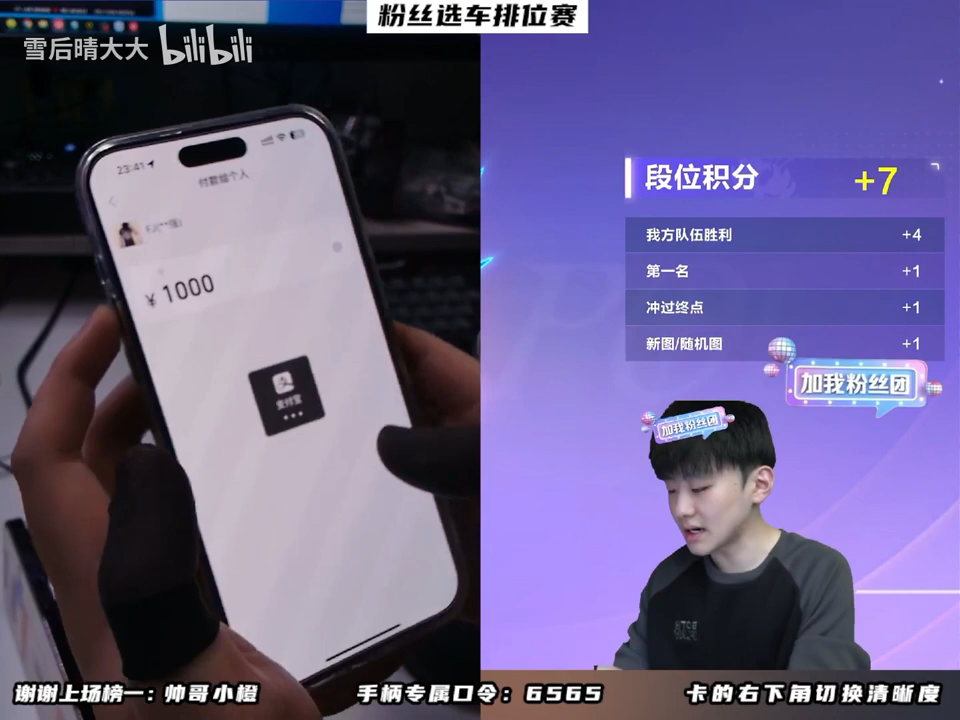 粉丝选车排位赛
雪后晴大大 bilibili
23:41
付款给个人
¥ 1000
支付宝
段位积分 +7
我方队伍胜利 +4
第一名 +1
冲过终点 +1
新图/随机图 +1
加我粉丝团
加我粉丝团
谢谢上场榜一：帅哥小橙 手柄专属口令：6565 卡的右下角切换清晰度